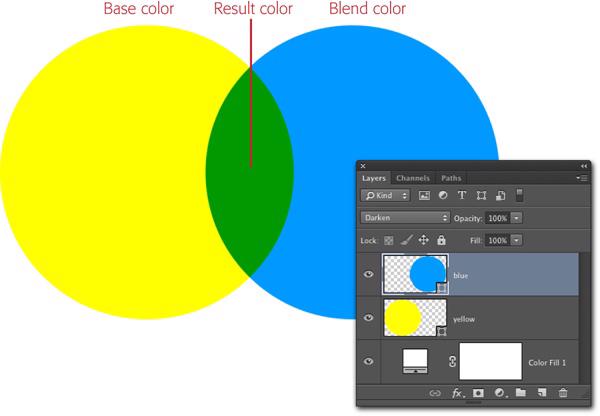 Base color Result color Blend color
Layers Channels Paths
Kind T
Darken Opacity: 100%
Lock: Fill: 100%
blue
yellow
Color Fill 1
fx